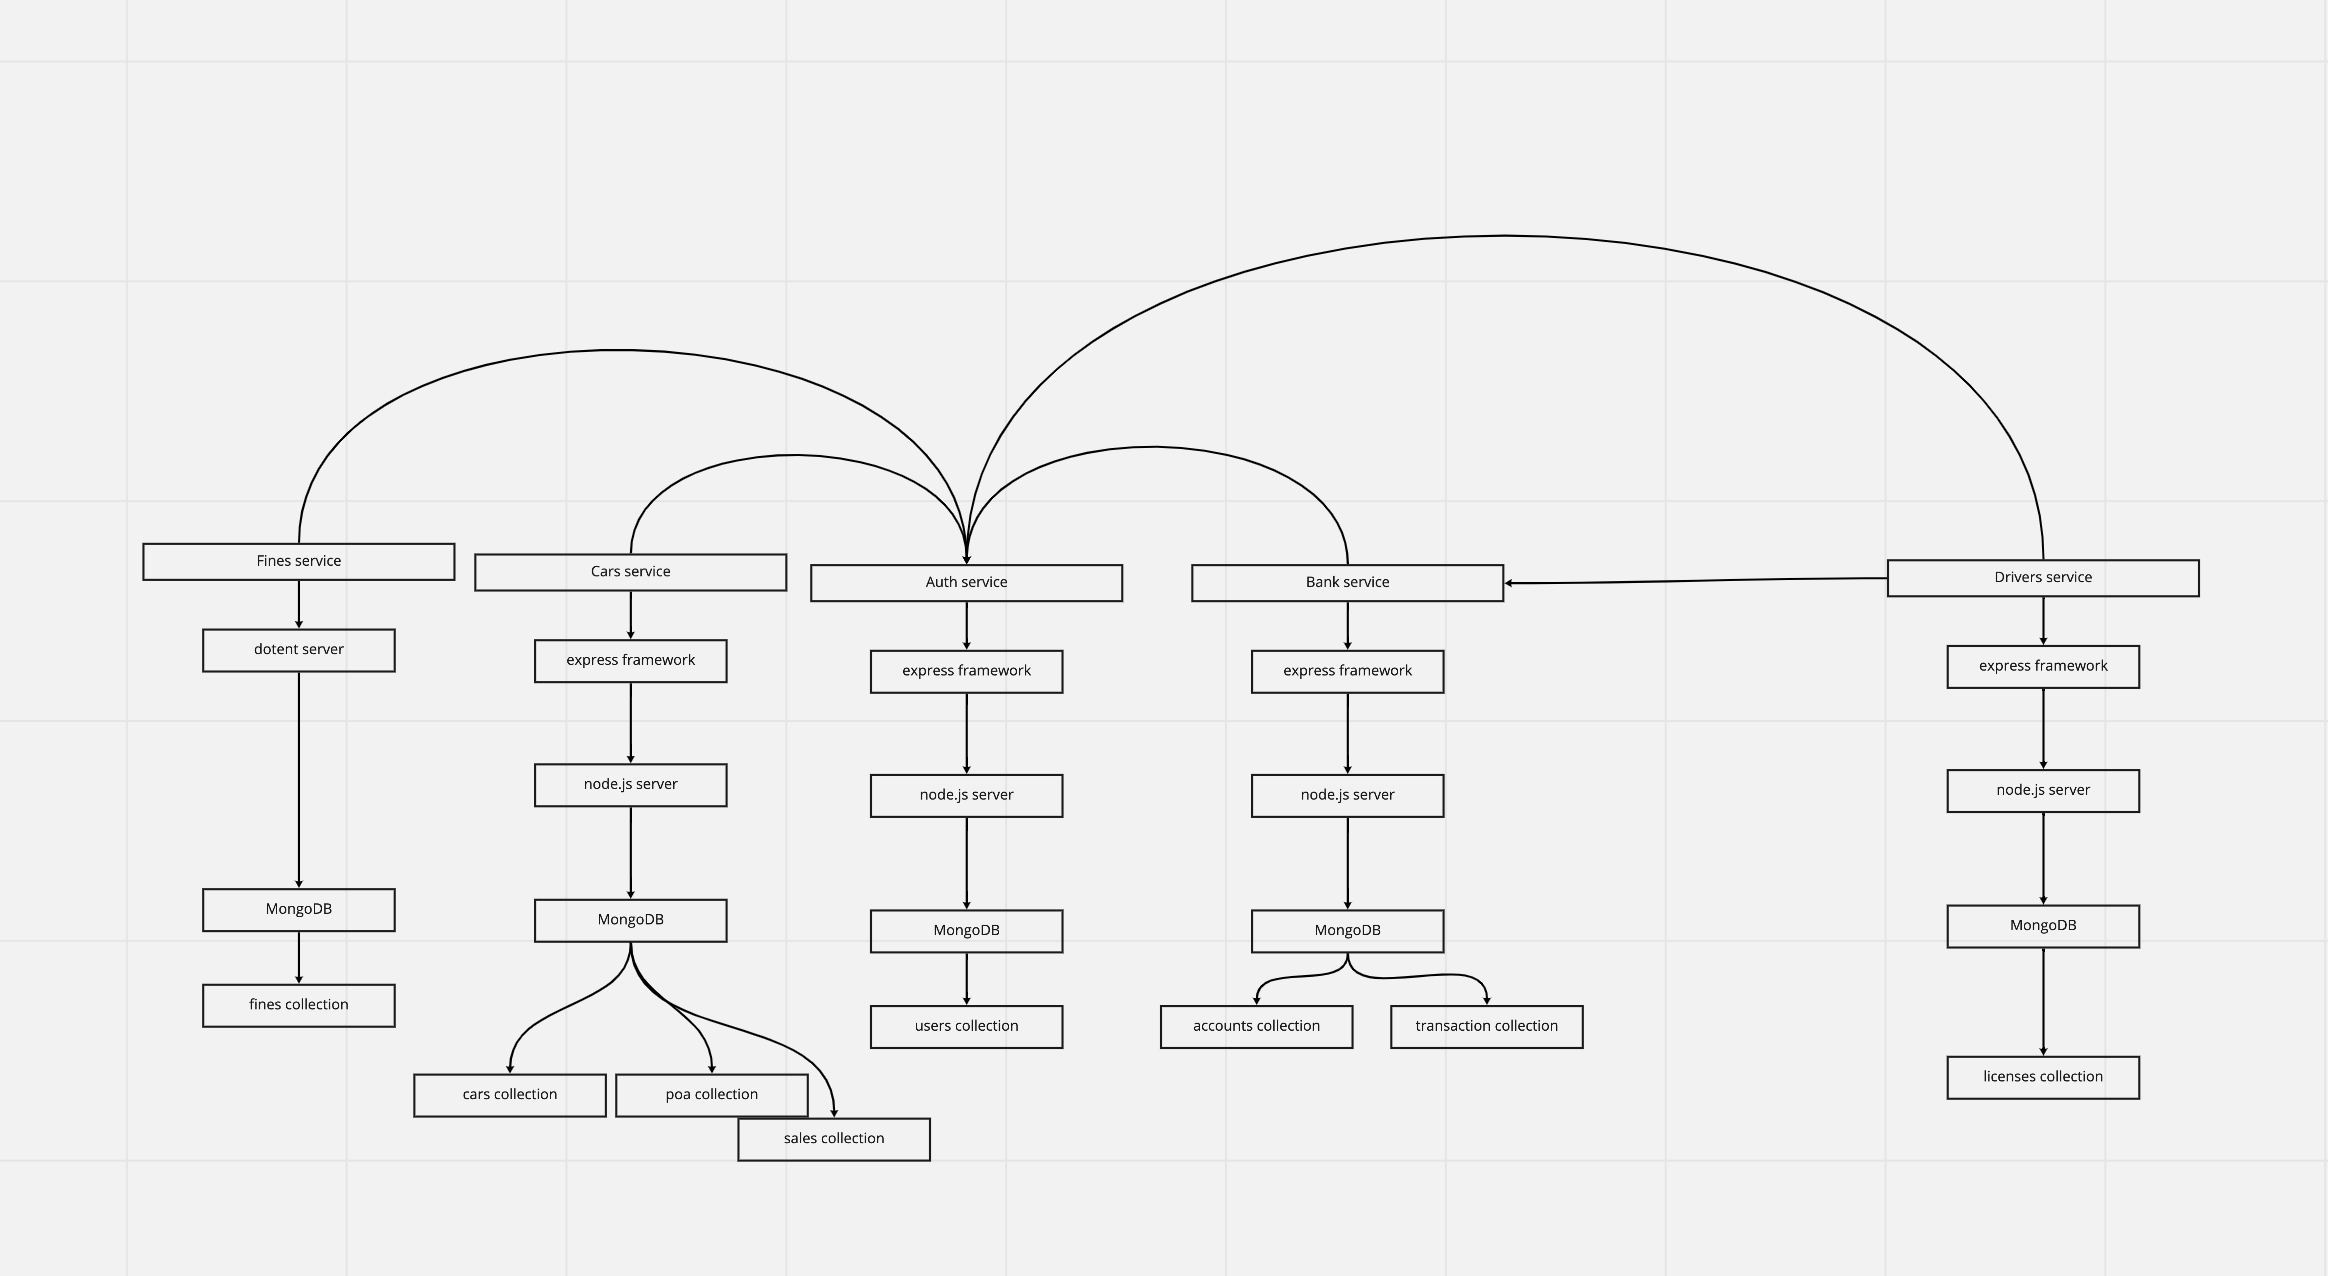 Fines service
Cars service
Auth service
Bank service
Drivers service
dotent server
express framework
express framework
express framework
express framework
node.js server
node.js server
node.js server
node.js server
MongoDB
MongoDB
MongoDB
MongoDB
MongoDB
fines collection
cars collection
poa collection
sales collection
users collection
accounts collection
transaction collection
licenses collection